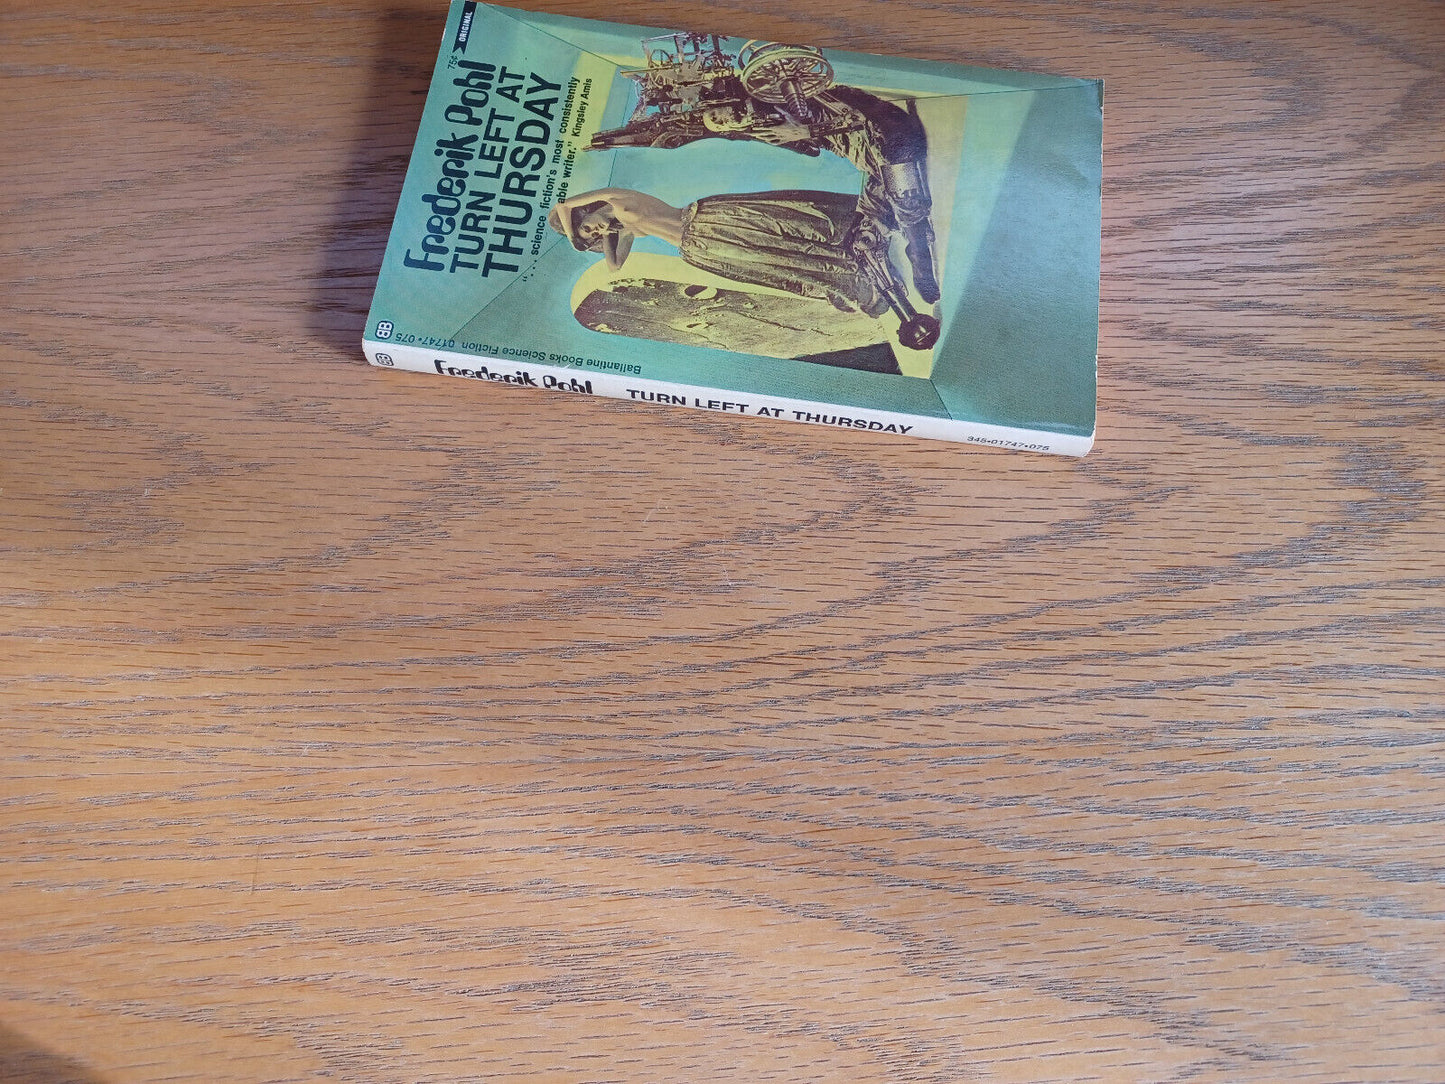 ORIGINAL
75¢
Frederik Pohl
TURN LEFT AT
THURSDAY
"...science fiction's most consistently
able writer." Kingsley Amis
BB
Ballantine Books Science Fiction 01747•075
BB
Frederik Pohl TURN LEFT AT THURSDAY 345•01747•075